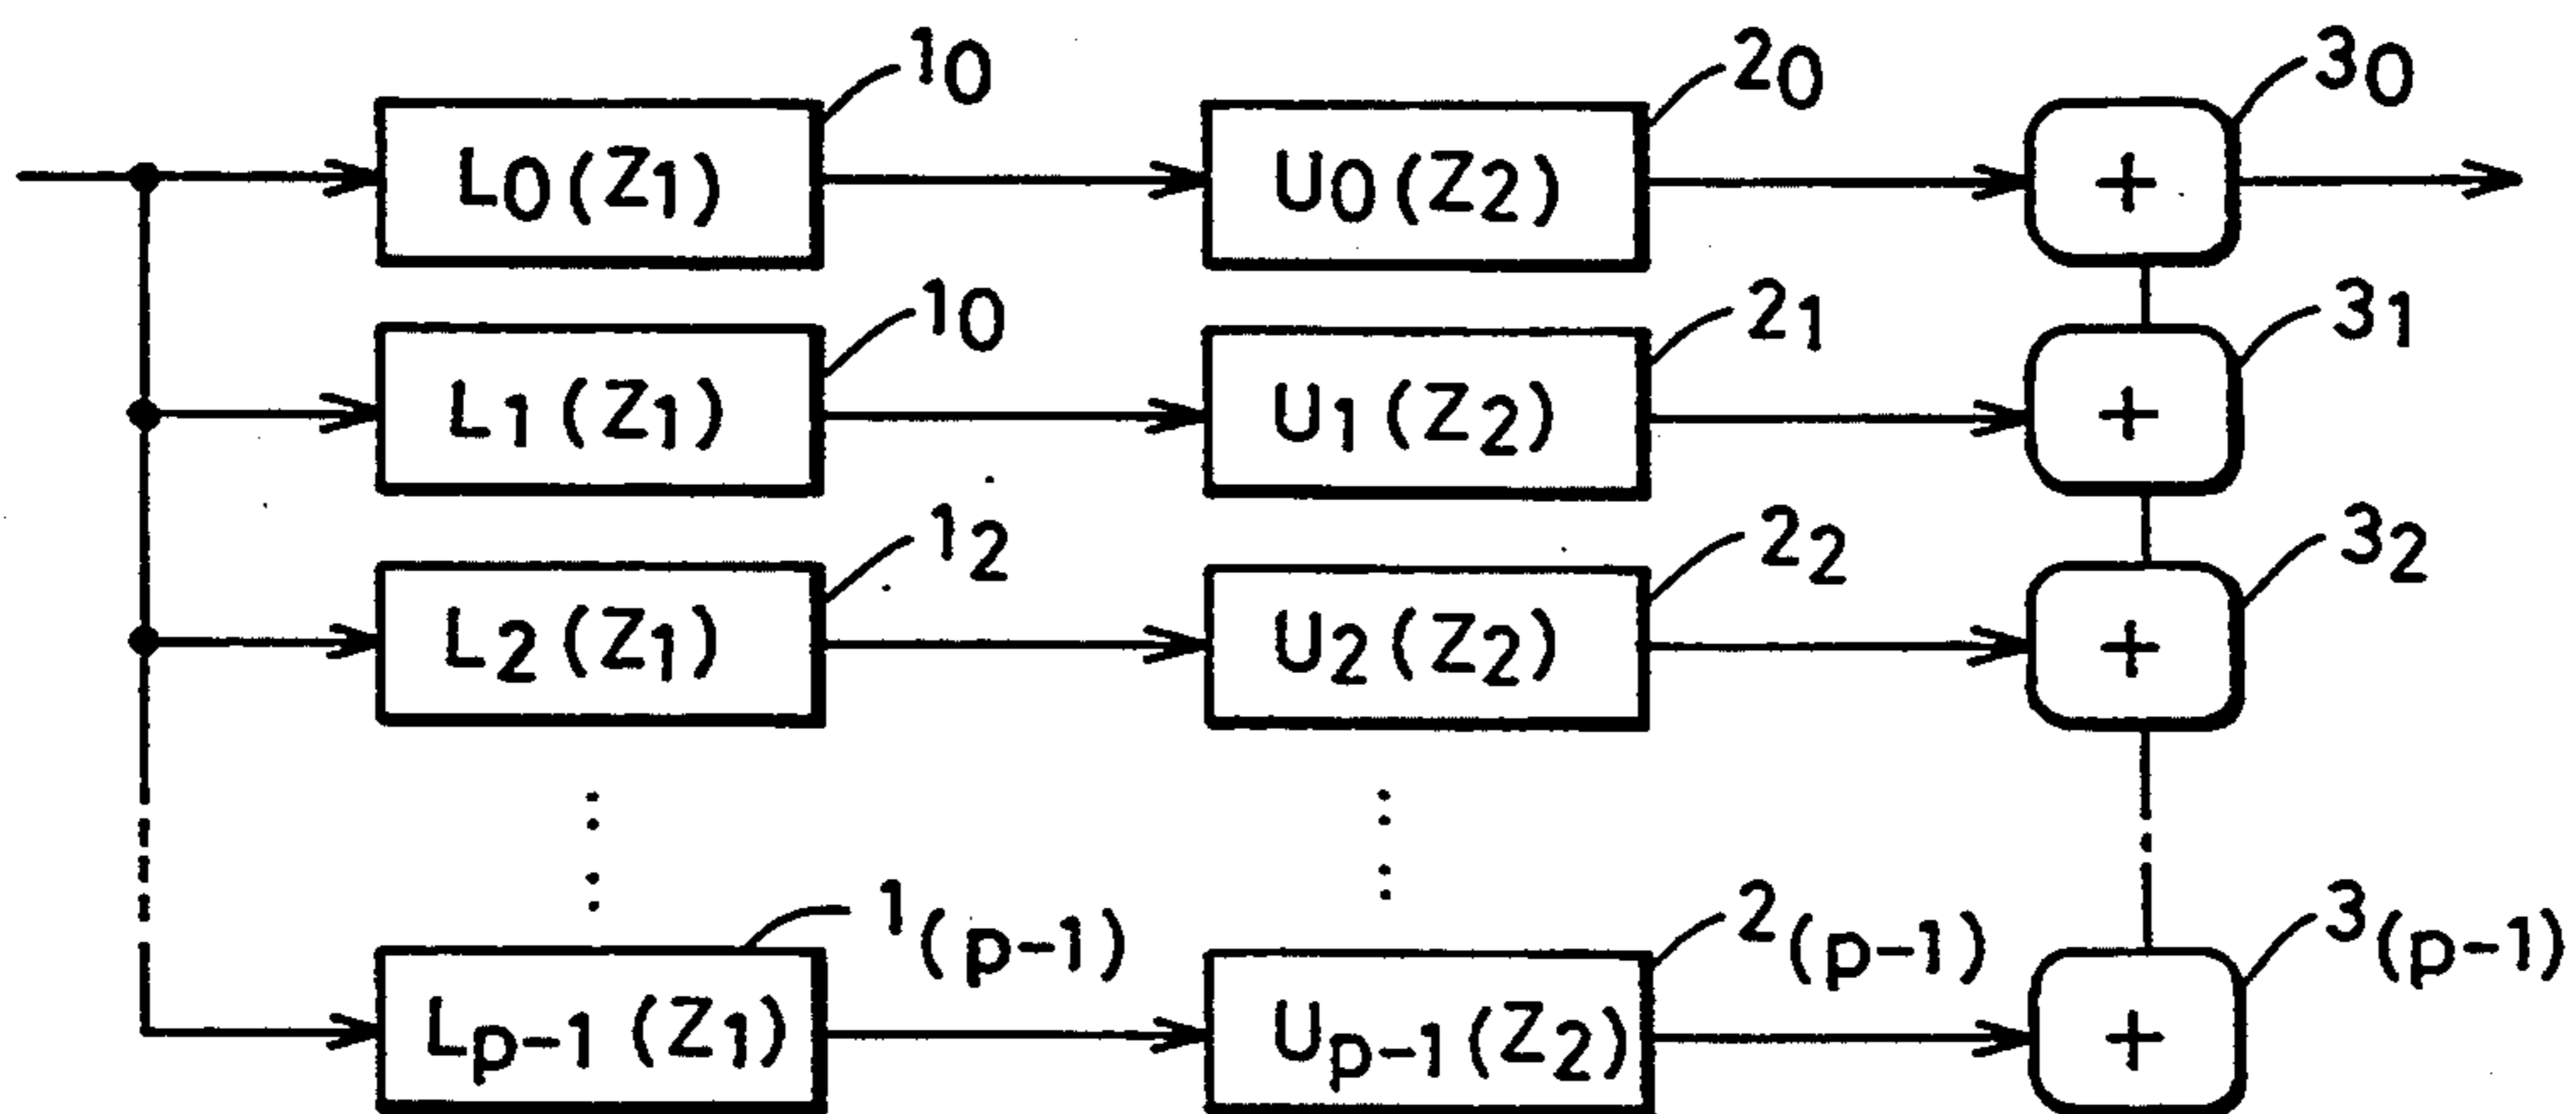 1₀ 2₀ 3₀
L₀(Z₁) U₀(Z₂) +
1₀ 2₁ 3₁
L₁(Z₁) U₁(Z₂) +
1₂ 2₂ 3₂
L₂(Z₁) U₂(Z₂) +
1(p-1) 2(p-1) 3(p-1)
Lp-1(Z₁) Up-1(Z₂) +